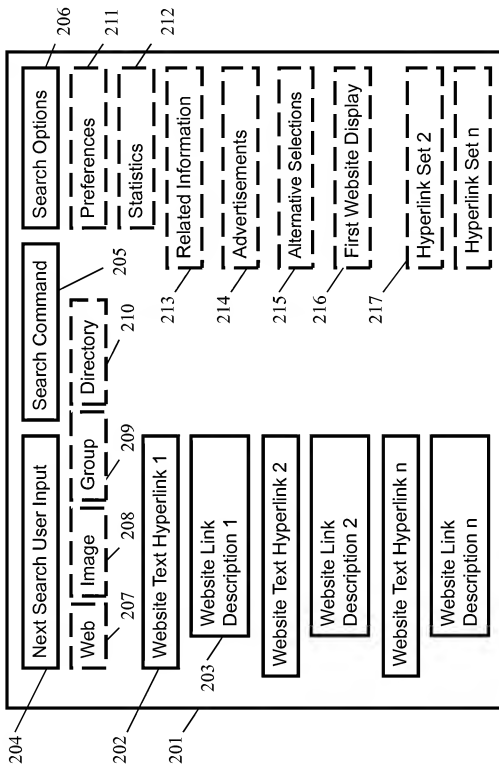 206
211
212
Next Search User Input
Search Command
Search Options
204
205
Web
Image
Group
Directory
Preferences
207
208
209
210
Statistics
Website Text Hyperlink 1
Related Information
202
213
Website Link
Description 1
Advertisements
203
214
Website Text Hyperlink 2
Alternative Selections
215
Website Link
Description 2
First Website Display
216
Website Text Hyperlink n
Hyperlink Set 2
217
Website Link
Description n
Hyperlink Set n
201